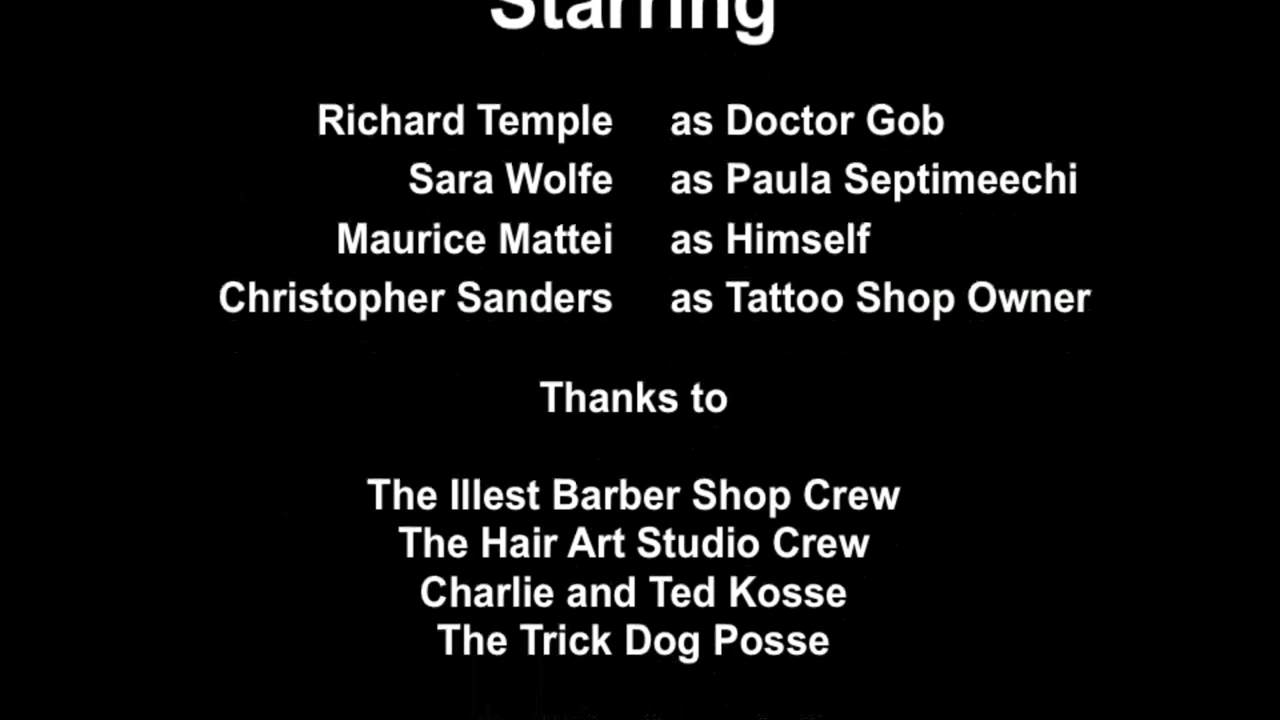 Starring
Richard Temple as Doctor Gob
Sara Wolfe as Paula Septimeechi
Maurice Mattei as Himself
Christopher Sanders as Tattoo Shop Owner
Thanks to
The Illest Barber Shop Crew
The Hair Art Studio Crew
Charlie and Ted Kosse
The Trick Dog Posse